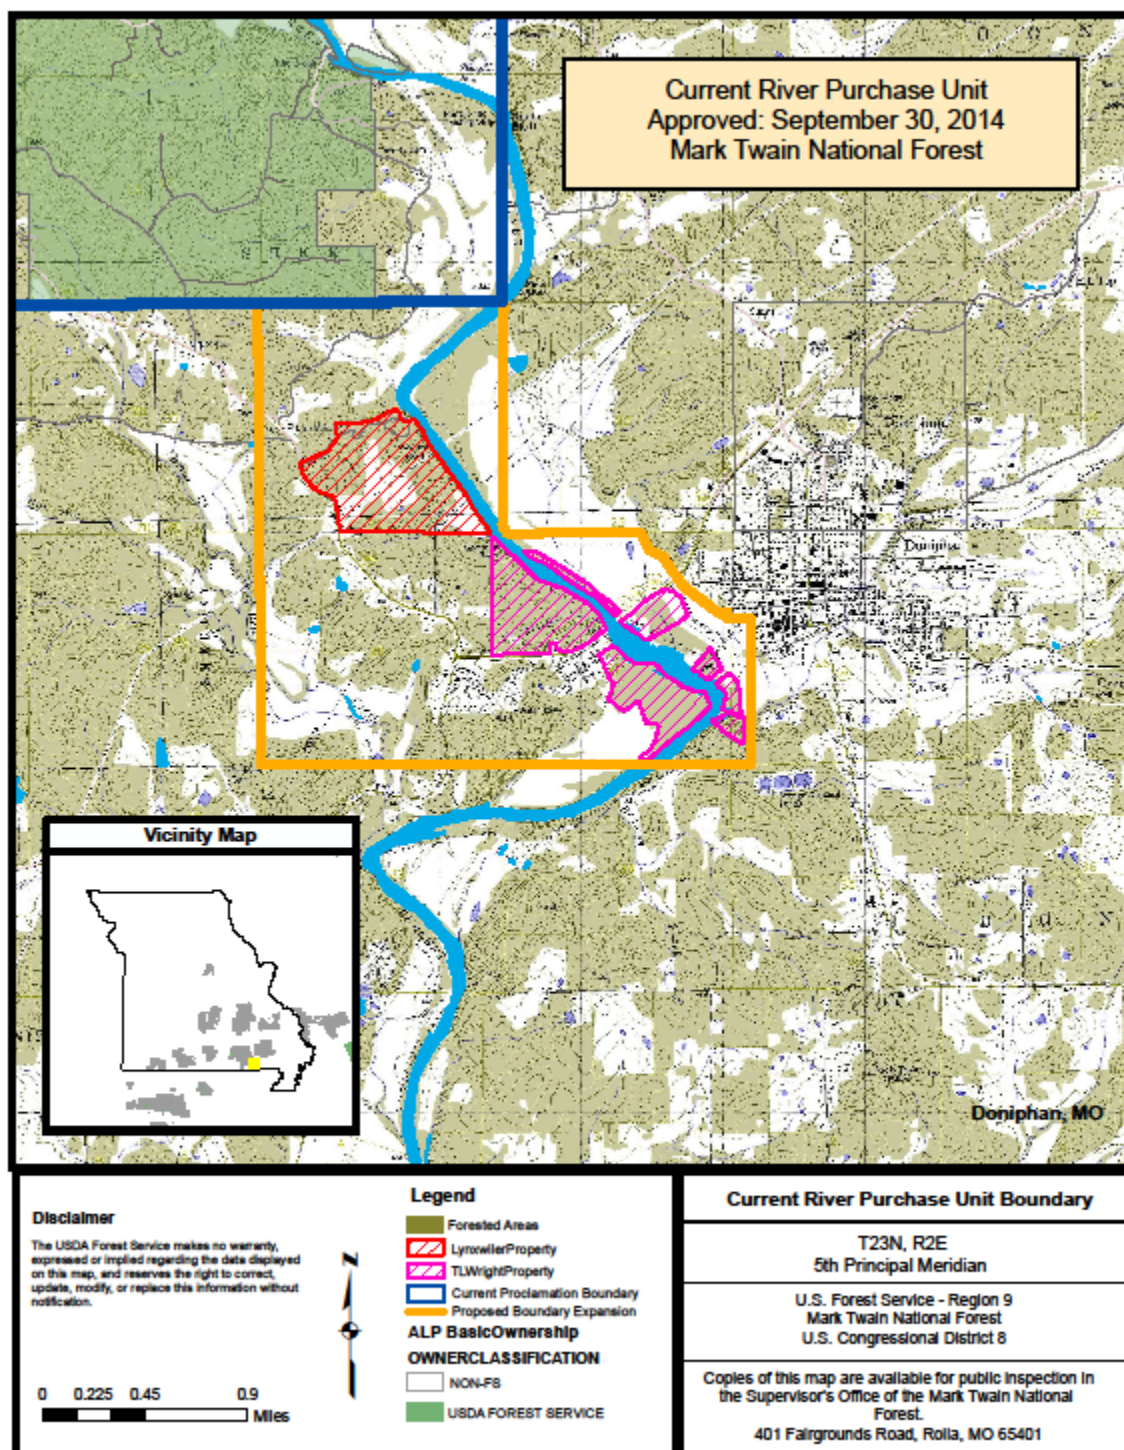 Current River Purchase Unit
Approved: September 30, 2014
Mark Twain National Forest
Doniphan
Vicinity Map
Doniphan, MO
Disclaimer
The USDA Forest Service makes no warranty,
expressed or implied regarding the data displayed
on this map, and reserves the right to correct,
update, modify, or replace this information without
notification.
0 0.225 0.45 0.9
Miles
N
Legend
Forested Areas
LynxwilerProperty
TLWrightProperty
Current Proclamation Boundary
Proposed Boundary Expansion
ALP BasicOwnership
OWNERCLASSIFICATION
NON-FS
USDA FOREST SERVICE
Current River Purchase Unit Boundary
T23N, R2E
5th Principal Meridian
U.S. Forest Service - Region 9
Mark Twain National Forest
U.S. Congressional District 8
Copies of this map are available for public inspection in
the Supervisor's Office of the Mark Twain National
Forest.
401 Fairgrounds Road, Rolla, MO 65401